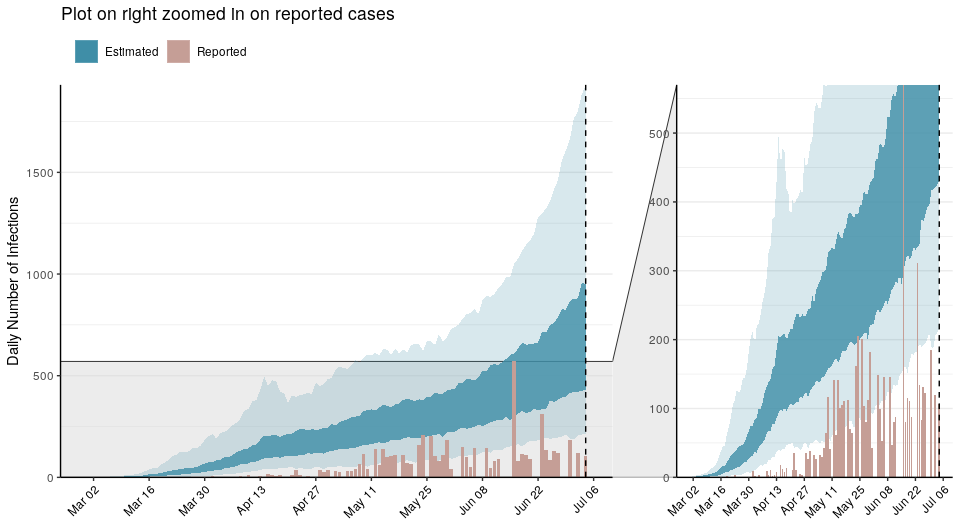 Plot on right zoomed in on reported cases
Estimated Reported
Daily Number of Infections
1500
1000
500
0
Mar 02 Mar 16 Mar 30 Apr 13 Apr 27 May 11 May 25 Jun 08 Jun 22 Jul 06
500
400
300
200
100
0
Mar 02 Mar 16 Mar 30 Apr 13 Apr 27 May 11 May 25 Jun 08 Jun 22 Jul 06